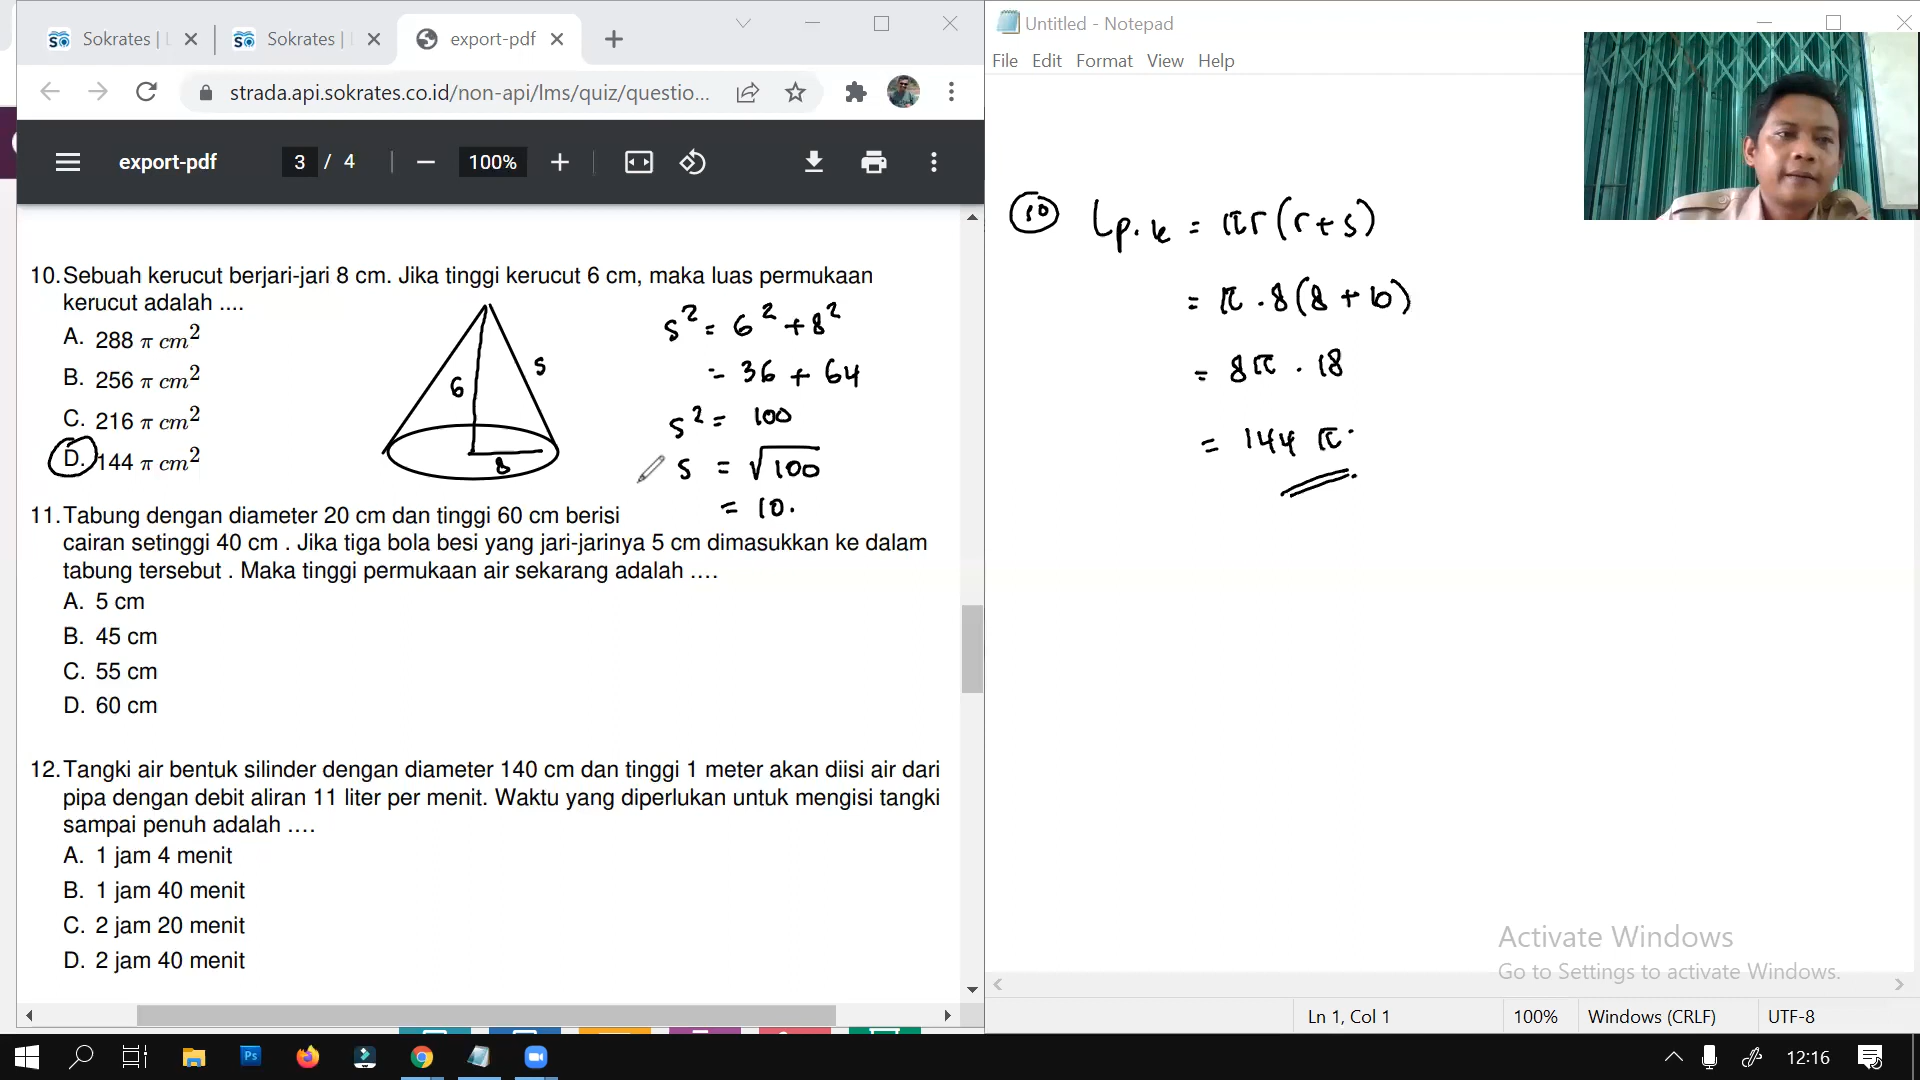 Sokrates | L
Sokrates |
export-pdf
strada.api.sokrates.co.id/non-api/lms/quiz/questio...
export-pdf
3 / 4
100%
10. Sebuah kerucut berjari-jari 8 cm. Jika tinggi kerucut 6 cm, maka luas permukaan
kerucut adalah ....
A. 288 π cm²
B. 256 π cm²
C. 216 π cm²
D. 144 π cm²
6
s
8
s² = 6² + 8²
= 36 + 64
s² = 100
s = √100
= 10.
11. Tabung dengan diameter 20 cm dan tinggi 60 cm berisi
cairan setinggi 40 cm . Jika tiga bola besi yang jari-jarinya 5 cm dimasukkan ke dalam
tabung tersebut . Maka tinggi permukaan air sekarang adalah ….
A. 5 cm
B. 45 cm
C. 55 cm
D. 60 cm
12. Tangki air bentuk silinder dengan diameter 140 cm dan tinggi 1 meter akan diisi air dari
pipa dengan debit aliran 11 liter per menit. Waktu yang diperlukan untuk mengisi tangki
sampai penuh adalah ….
A. 1 jam 4 menit
B. 1 jam 40 menit
C. 2 jam 20 menit
D. 2 jam 40 menit
Untitled - Notepad
File Edit Format View Help
10 Lp.k = πr(r+s)
= π . 8(8 + 10)
= 8π . 18
= 144 π.
Activate Windows
Go to Settings to activate Windows.
Ln 1, Col 1
100%
Windows (CRLF)
UTF-8
Ps
12:16